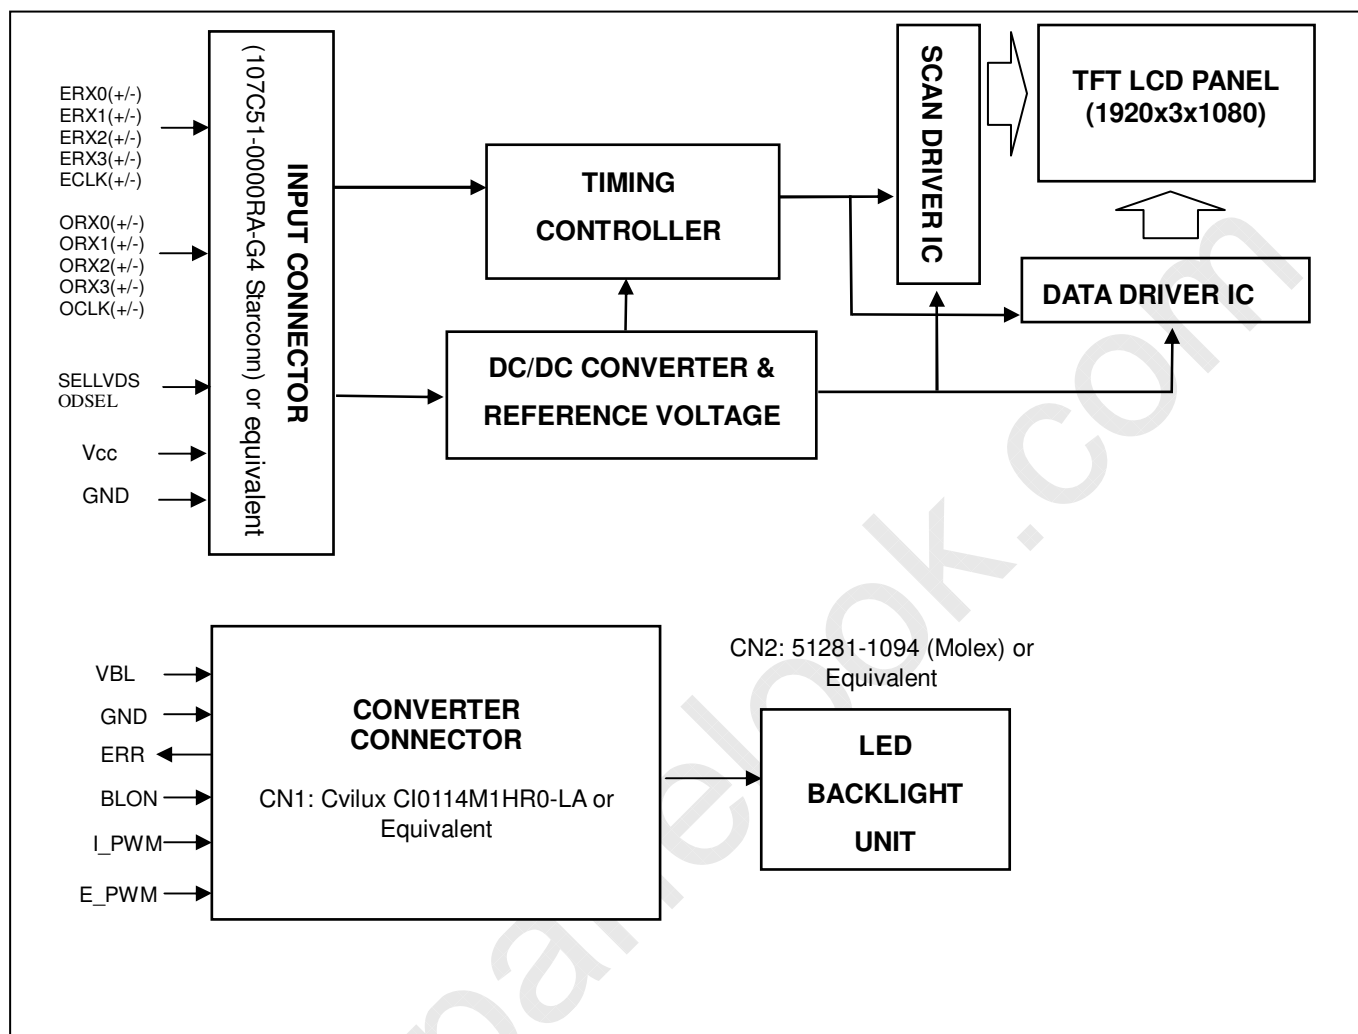 ERX0(+/-)
ERX1(+/-)
ERX2(+/-)
ERX3(+/-)
ECLK(+/-)
ORX0(+/-)
ORX1(+/-)
ORX2(+/-)
ORX3(+/-)
OCLK(+/-)
SELLVDS
ODSEL
Vcc
GND
INPUT CONNECTOR
(107C51-0000RA-G4 Starconn) or equivalent
TIMING
CONTROLLER
DC/DC CONVERTER &
REFERENCE VOLTAGE
SCAN DRIVER IC
TFT LCD PANEL
(1920x3x1080)
DATA DRIVER IC
VBL
GND
ERR
BLON
I_PWM
E_PWM
CONVERTER
CONNECTOR
CN1: Cvilux CI0114M1HR0-LA or
Equivalent
CN2: 51281-1094 (Molex) or
Equivalent
LED
BACKLIGHT
UNIT
panelook.com